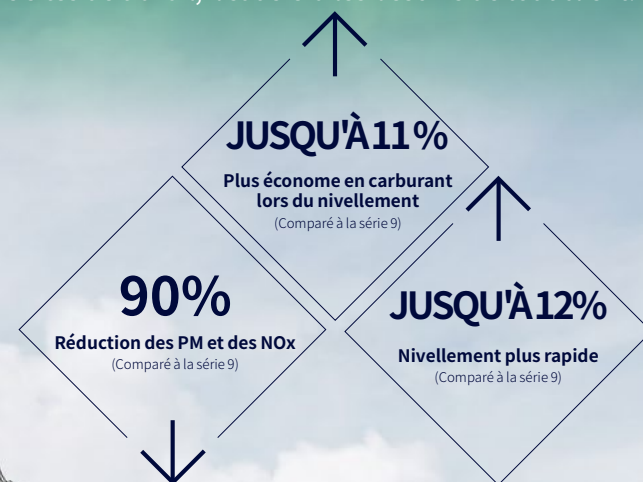 JUSQU'À 11%
Plus économe en carburant
lors du nivellement
(Comparé à la série 9)
90%
Réduction des PM et des NOx
(Comparé à la série 9)
JUSQU'À 12%
Nivellement plus rapide
(Comparé à la série 9)